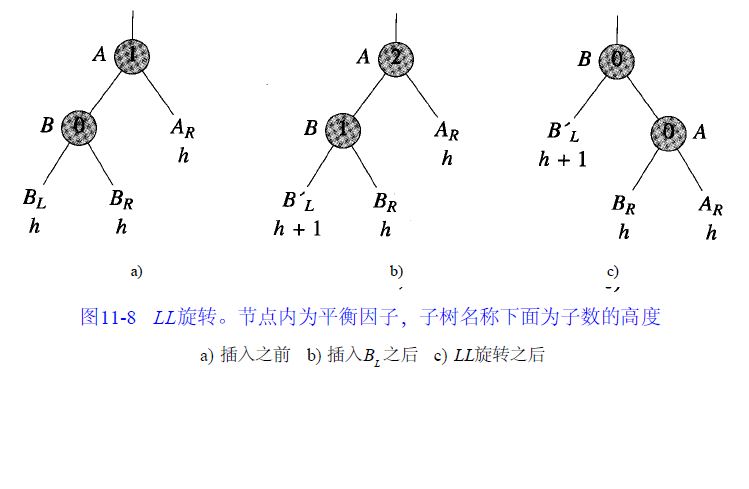 A 1 A 2 B 0
B 0 A_R h B 1 A_R h B´_L h + 1 0 A
B_L h B_R h B´_L h + 1 B_R h B_R h A_R h
a) b) c)
图11-8 LL旋转。节点内为平衡因子，子树名称下面为子数的高度
a) 插入之前 b) 插入B_L之后 c) LL旋转之后